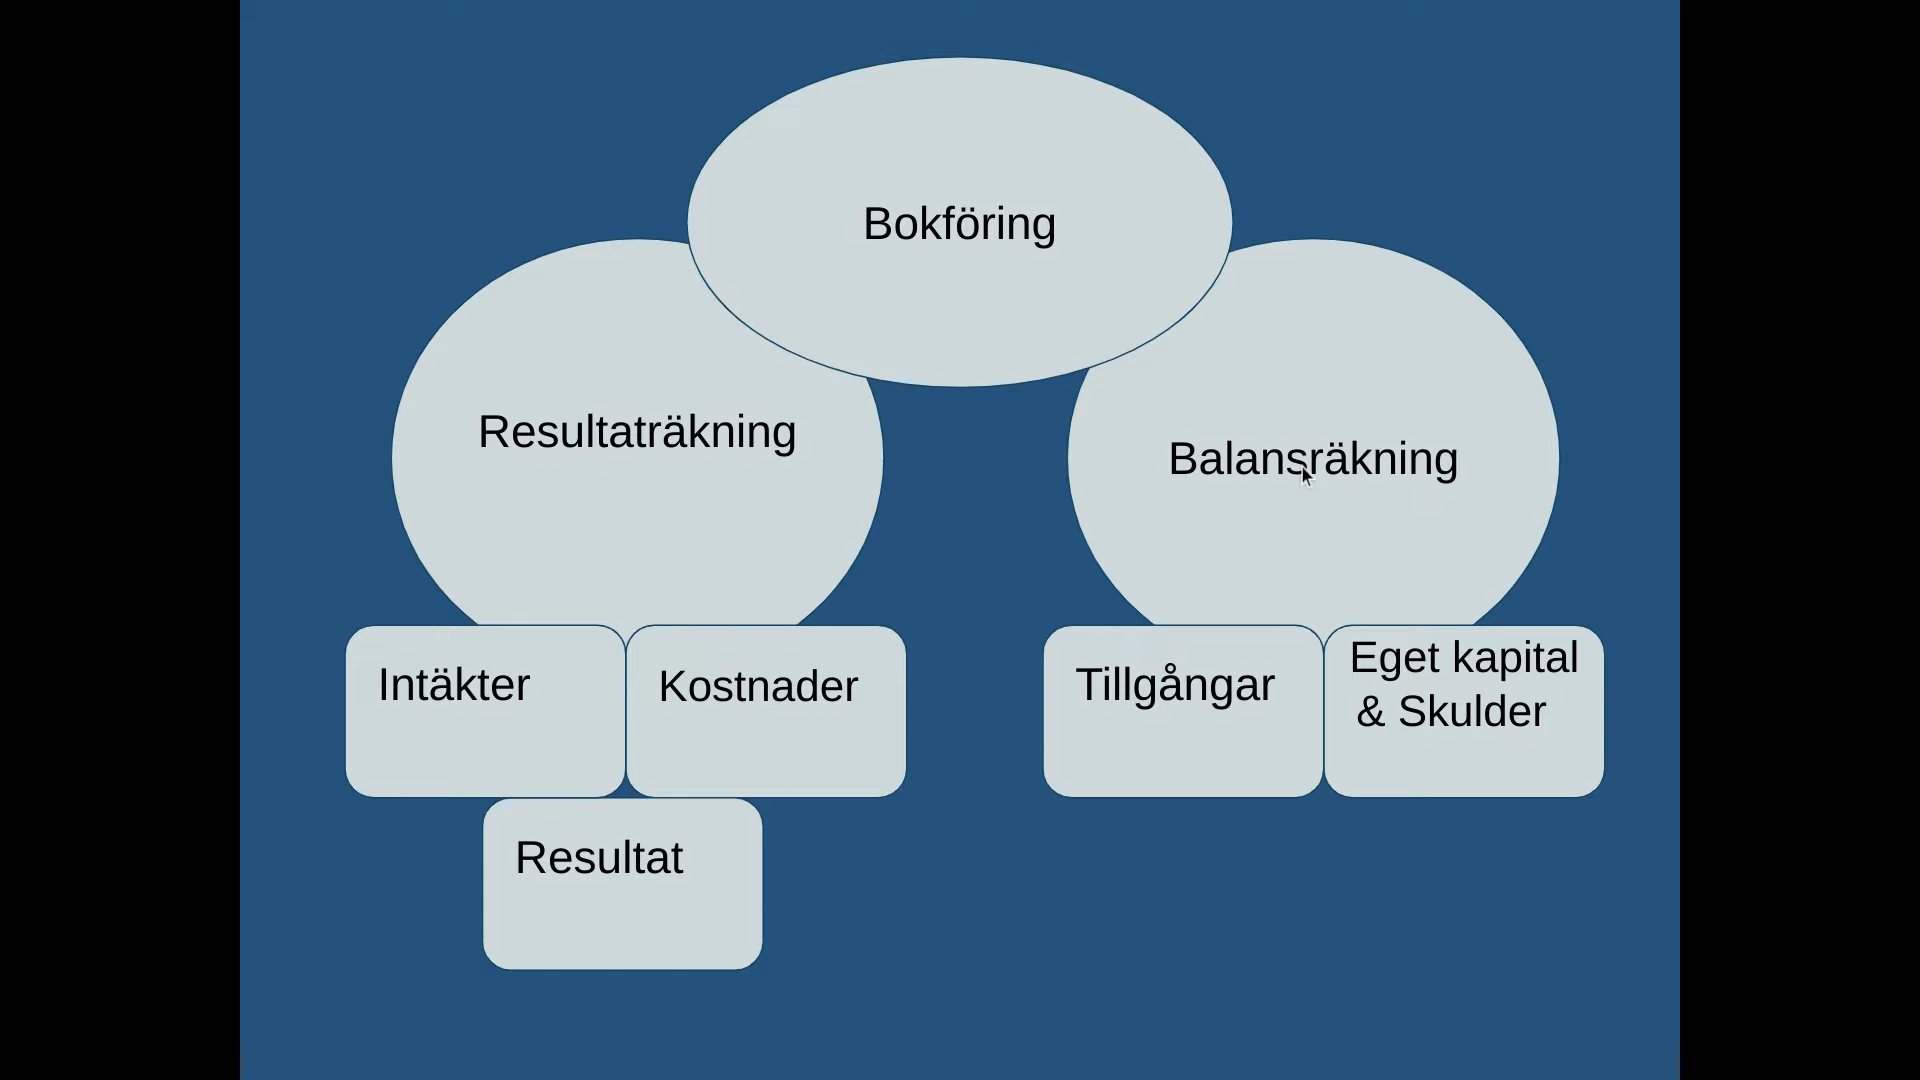 Bokföring
Resultaträkning
Balansräkning
Intäkter
Kostnader
Tillgångar
Eget kapital
& Skulder
Resultat